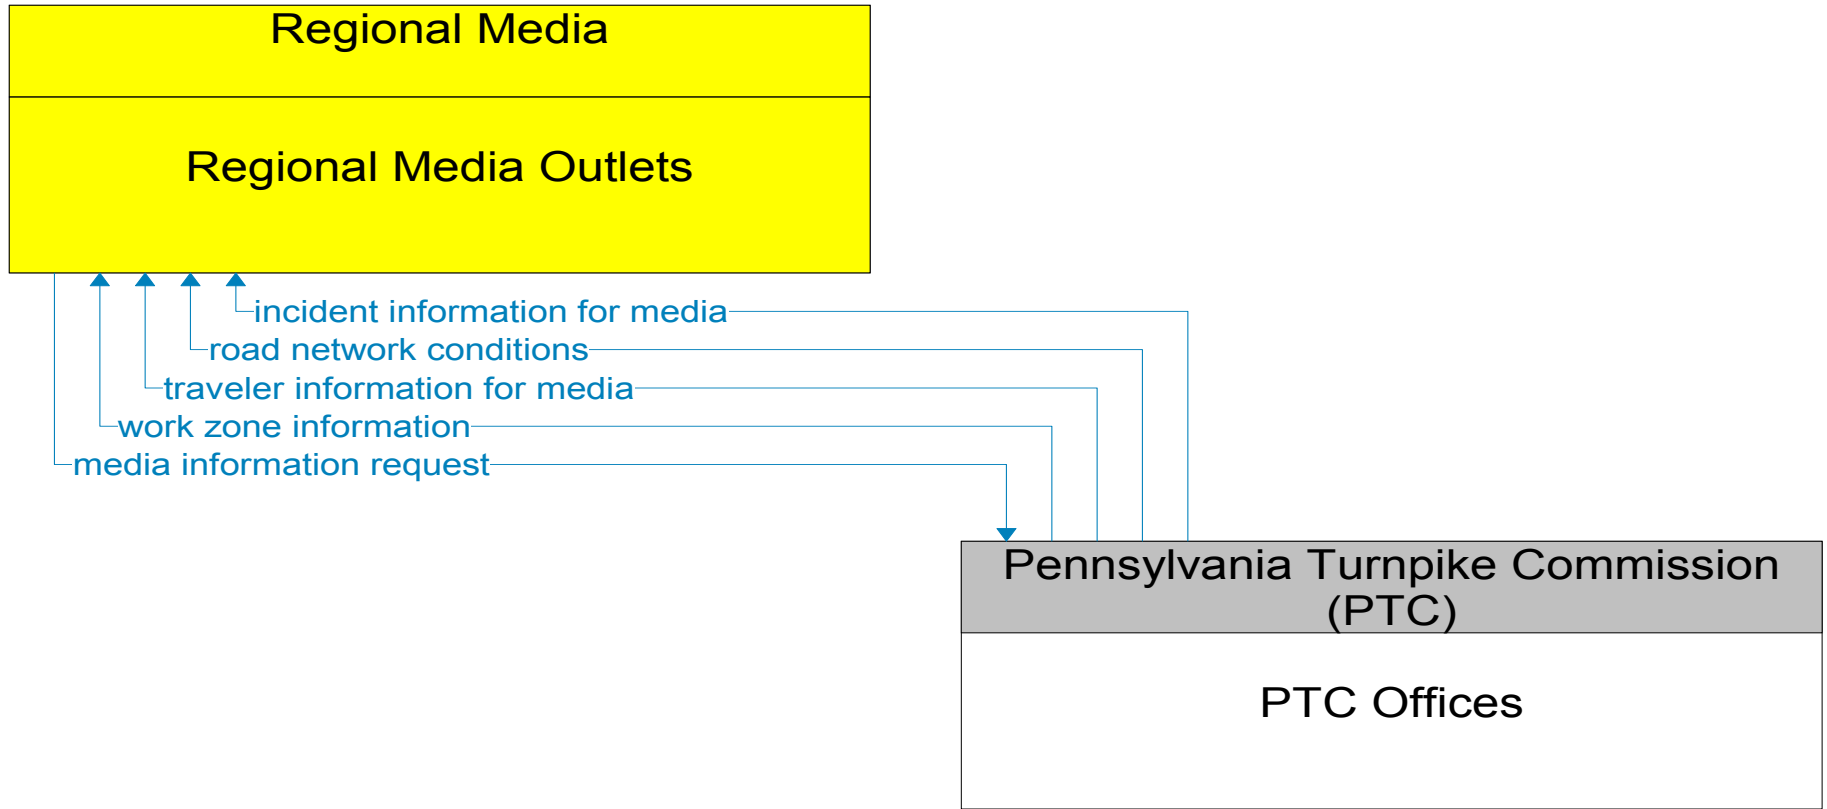 Regional Media
Regional Media Outlets
incident information for media
road network conditions
traveler information for media
work zone information
media information request
Pennsylvania Turnpike Commission
(PTC)
PTC Offices